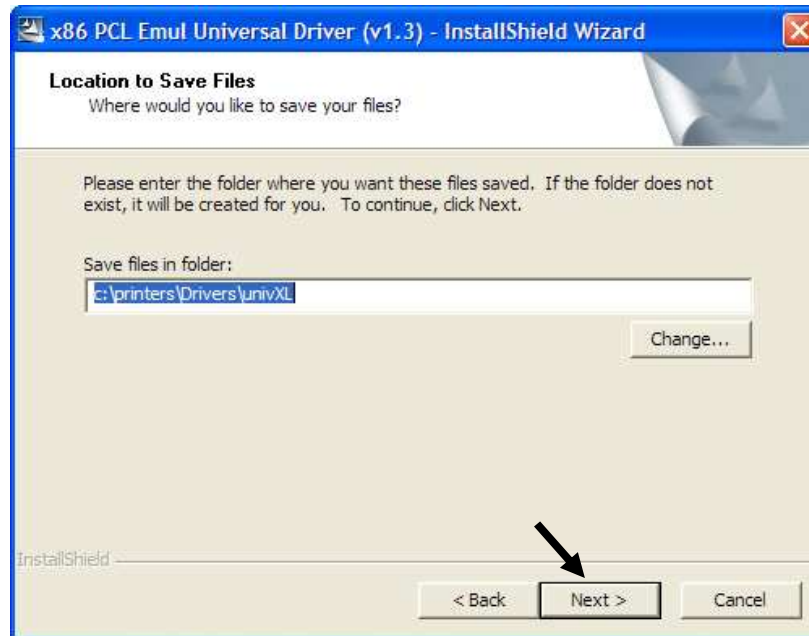 x86 PCL Emul Universal Driver (v1.3) - InstallShield Wizard
Location to Save Files
Where would you like to save your files?
Please enter the folder where you want these files saved. If the folder does not
exist, it will be created for you. To continue, click Next.
Save files in folder:
c:\printers\Drivers\univXL
Change...
InstallShield
< Back Next > Cancel